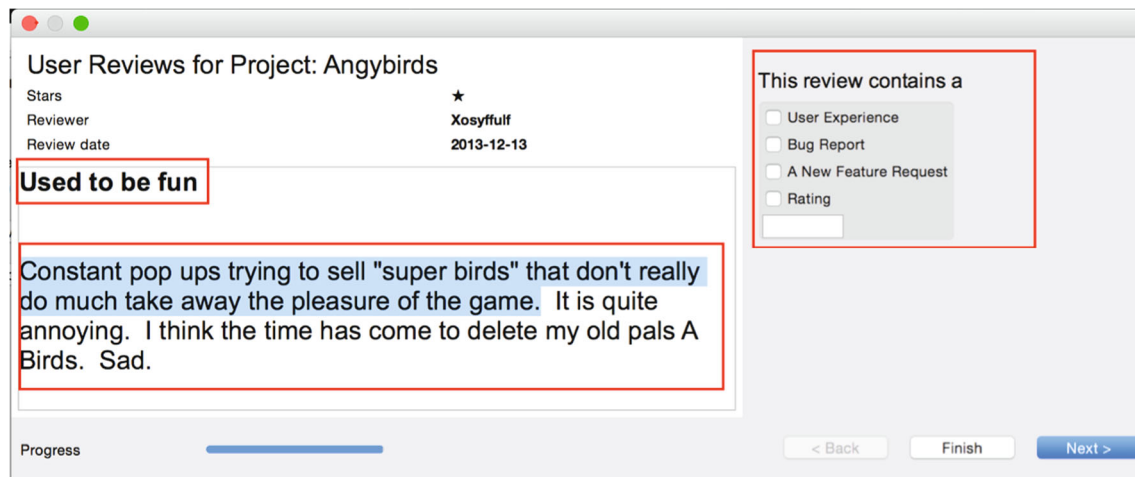 User Reviews for Project: Angybirds
Stars ★
Reviewer Xosyffulf
Review date 2013-12-13
Used to be fun
Constant pop ups trying to sell "super birds" that don't really
do much take away the pleasure of the game. It is quite
annoying. I think the time has come to delete my old pals A
Birds. Sad.
This review contains a
User Experience
Bug Report
A New Feature Request
Rating
Progress
< Back Finish Next >